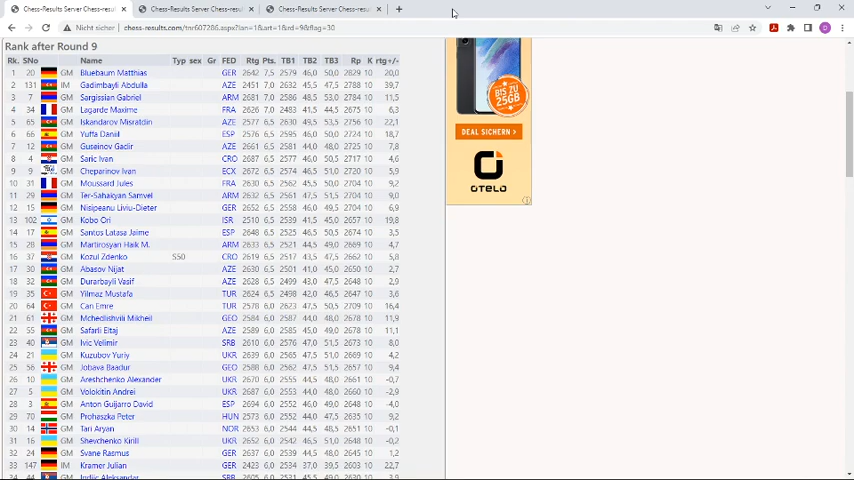 Chess-Results Server Chess-resul
Chess-Results Server Chess-resu
Chess-Results Server Chess-resu
Nicht sicher chess-results.com/tnr607286.aspx?lan=1&art=1&rd=9&flag=30
D
Rank after Round 9
Rk. SNo Name Typ sex Gr FED Rtg Pts. TB1 TB2 TB3 Rp K rtg+/-
1 20 GM Bluebaum Matthias GER 2642 7,5 2579 46,0 50,0 2829 10 20,0
2 131 IM Gadimbayli Abdulla AZE 2451 7,0 2632 45,5 47,5 2788 10 39,7
3 7 GM Sargissian Gabriel ARM 2681 7,0 2586 48,5 53,0 2784 10 11,5
4 34 GM Lagarde Maxime FRA 2626 7,0 2483 41,5 44,5 2675 10 6,3
5 65 GM Iskandarov Misratdin AZE 2577 6,5 2630 49,5 53,5 2756 10 22,1
6 66 GM Yuffa Daniil ESP 2576 6,5 2595 46,0 50,0 2724 10 18,7
7 12 GM Guseinov Gadir AZE 2661 6,5 2581 44,0 48,0 2725 10 7,8
8 4 GM Saric Ivan CRO 2687 6,5 2577 46,0 50,5 2717 10 4,6
9 9 GM Cheparinov Ivan ECX 2672 6,5 2574 46,5 51,0 2720 10 5,9
10 31 GM Moussard Jules FRA 2630 6,5 2562 45,5 50,0 2704 10 9,2
11 29 GM Ter-Sahakyan Samvel ARM 2632 6,5 2561 47,5 51,5 2704 10 9,0
12 15 GM Nisipeanu Liviu-Dieter GER 2656 6,5 2558 47,5 51,5 2704 10 6,9
13 102 GM Kobo Ori ISR 2510 6,5 2539 41,5 45,0 2667 10 19,8
14 17 GM Santos Latasa Jaime ESP 2648 6,5 2525 46,5 50,5 2686 10 4,7
15 28 GM Martirosyan Haik M. ARM 2633 6,5 2521 44,5 49,0 2669 10 4,7
16 37 GM Kozul Zdenko S50 CRO 2619 6,5 2517 43,5 47,5 2662 10 5,8
17 30 GM Abasov Nijat AZE 2630 6,5 2501 41,0 45,0 2650 10 2,7
18 32 GM Durarbayli Vasif AZE 2628 6,5 2499 43,5 47,5 2648 10 2,9
19 35 GM Yilmaz Mustafa TUR 2624 6,5 2498 42,0 46,5 2647 10 3,6
20 64 GM Can Emre TUR 2578 6,0 2623 47,5 50,5 2709 10 16,4
21 61 GM Mchedlishvili Mikheil GEO 2584 6,5 2587 44,0 48,0 2678 10 11,9
22 55 GM Safarli Eltaj AZE 2589 6,0 2585 45,0 49,0 2678 10 11,1
23 40 GM Ivic Velimir SRB 2610 6,0 2576 47,0 51,5 2673 10 8,0
24 21 GM Kuzubov Yuriy UKR 2639 6,0 2565 47,5 51,0 2669 10 4,2
25 56 GM Jobava Baadur GEO 2588 6,0 2562 47,5 51,5 2657 10 9,4
26 10 GM Areshchenko Alexander UKR 2670 6,0 2555 44,5 48,0 2661 10 -0,7
27 5 GM Volokitin Andrei UKR 2687 6,0 2553 44,0 48,0 2660 10 -2,9
28 3 GM Anton Guijarro David ESP 2694 6,0 2552 46,0 50,0 2659 10 -4,0
29 70 GM Prohaszka Peter HUN 2573 6,0 2545 43,0 47,5 2635 10 9,2
30 14 GM Tari Aryan NOR 2653 6,0 2544 44,5 48,5 2651 10 -0,1
31 16 GM Shevchenko Kirill UKR 2652 6,0 2542 46,5 51,0 2648 10 -0,2
32 24 GM Svane Rasmus GER 2637 6,0 2539 44,0 48,0 2645 10 1,2
33 147 IM Kramer Julian GER 2423 6,0 2534 37,0 39,5 2603 10 22,7
34 44 GM Indjic Aleksandar
BIS ZU
25GB
DEAL SICHERN >
OTELO